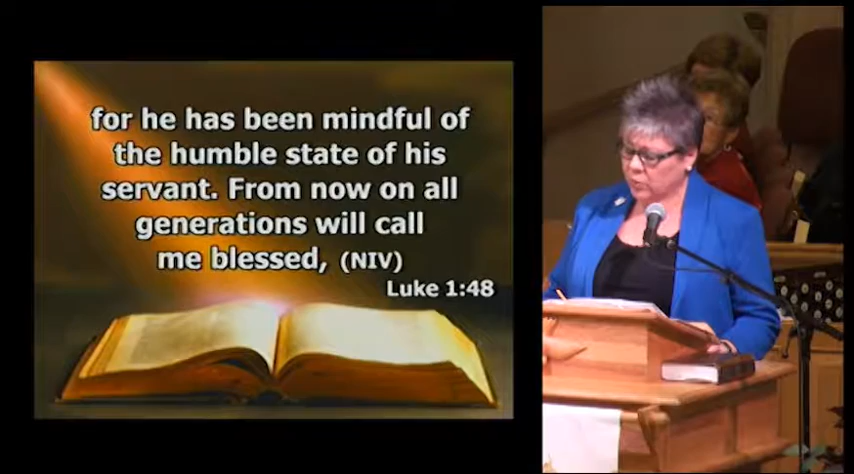 for he has been mindful of
the humble state of his
servant. From now on all
generations will call
me blessed, (NIV)
Luke 1:48